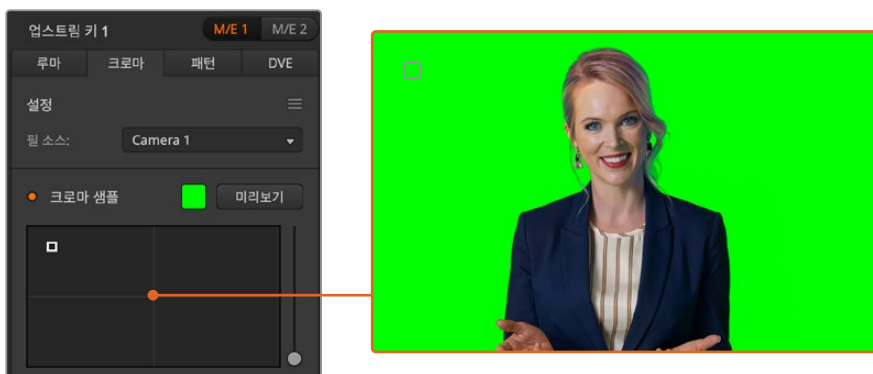 업스트림 키 1 M/E 1 M/E 2
루마 크로마 패턴 DVE
설정
필 소스: Camera 1
크로마 샘플 미리보기